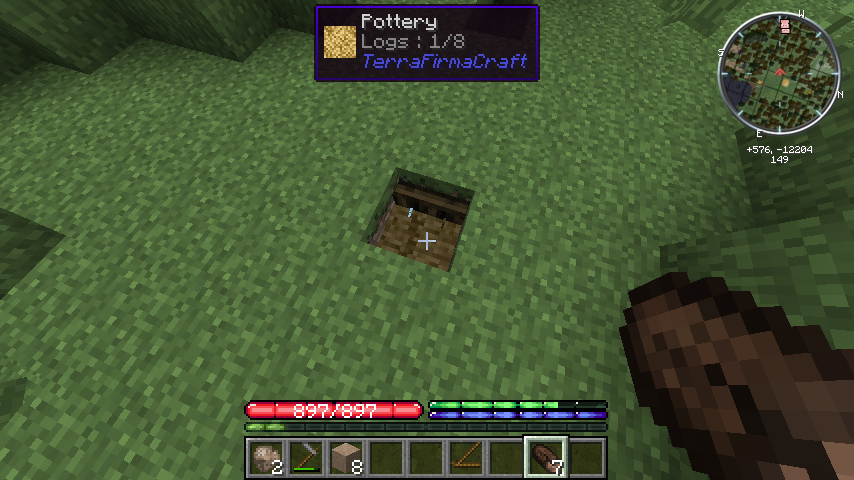 Pottery
Logs : 1/8
TerraFirmaCraft
W
S
N
E
+576, -12204
149
897/897
2
8
7